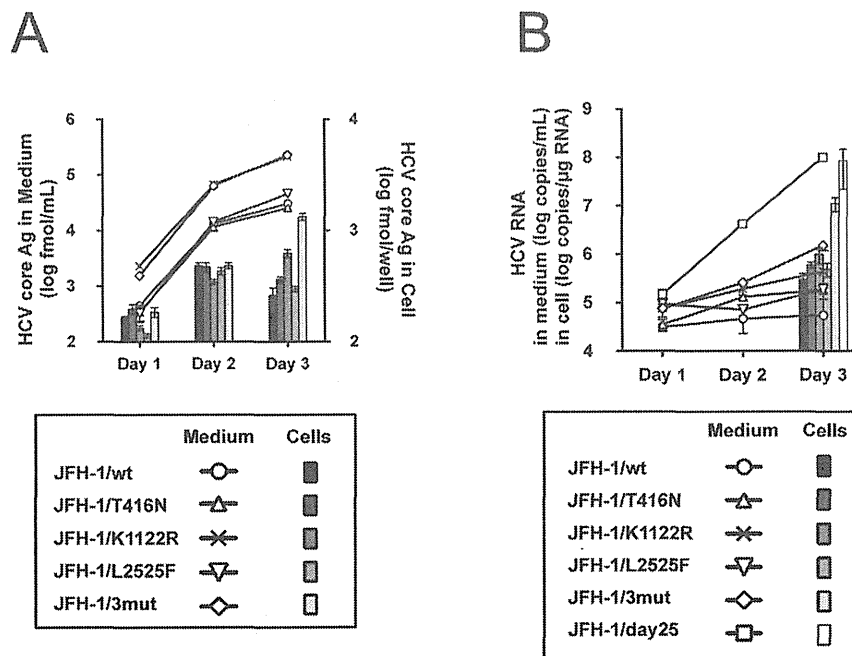 A
HCV core Ag in Medium
(log fmol/mL)
6
5
4
3
2
4
3
2
HCV core Ag in Cell
(log fmol/well)
Day 1 Day 2 Day 3
Medium Cells
JFH-1/wt
JFH-1/T416N
JFH-1/K1122R
JFH-1/L2525F
JFH-1/3mut
B
HCV RNA
in medium (log copies/mL)
in cell (log copies/μg RNA)
9
8
7
6
5
4
Day 1 Day 2 Day 3
Medium Cells
JFH-1/wt
JFH-1/T416N
JFH-1/K1122R
JFH-1/L2525F
JFH-1/3mut
JFH-1/day25